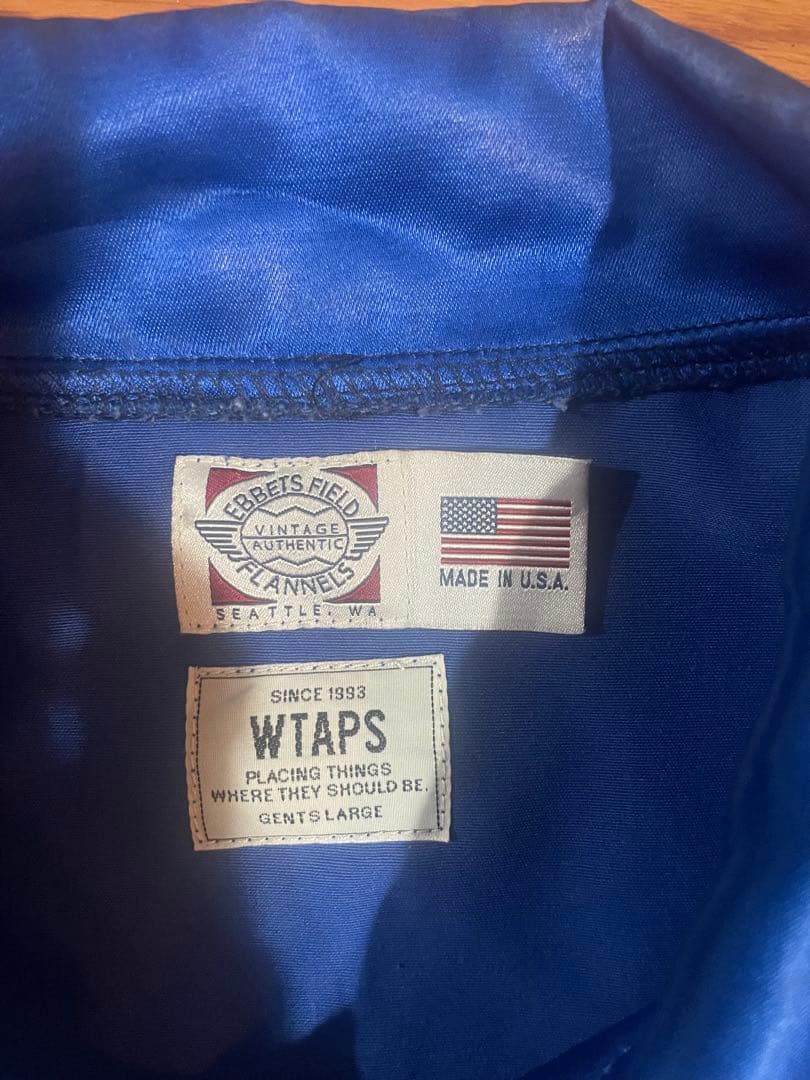 EBBETS FIELD
VINTAGE
AUTHENTIC
FLANNELS
SEATTLE, WA
MADE IN U.S.A.
SINCE 1993
WTAPS
PLACING THINGS
WHERE THEY SHOULD BE.
GENTS LARGE